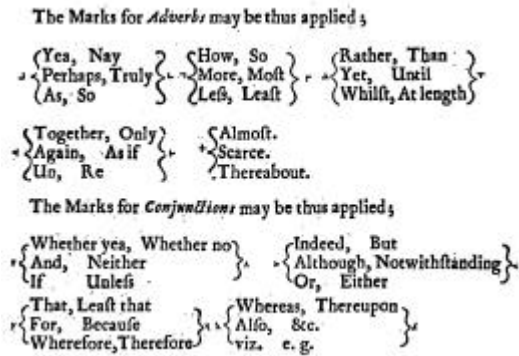 The Marks for Adverbs may be thus applied;
Yea, Nay
Perhaps, Truly
As, So
How, So
More, Moſt
Leſs, Leaſt
Rather, Than
Yet, Until
Whilſt, At length
Together, Only
Again, As if
Re
Almoſt.
Scarce.
Thereabout.
The Marks for Conjunctions may be thus applied;
Whether yea, Whether no
And, Neither
If Unleſs
Indeed, But
Although, Notwithſtanding
Or, Either
That, Leaſt that
For, Becauſe
Wherefore, Therefore
Whereas, Thereupon
Alſo, &c.
viz. e. g.